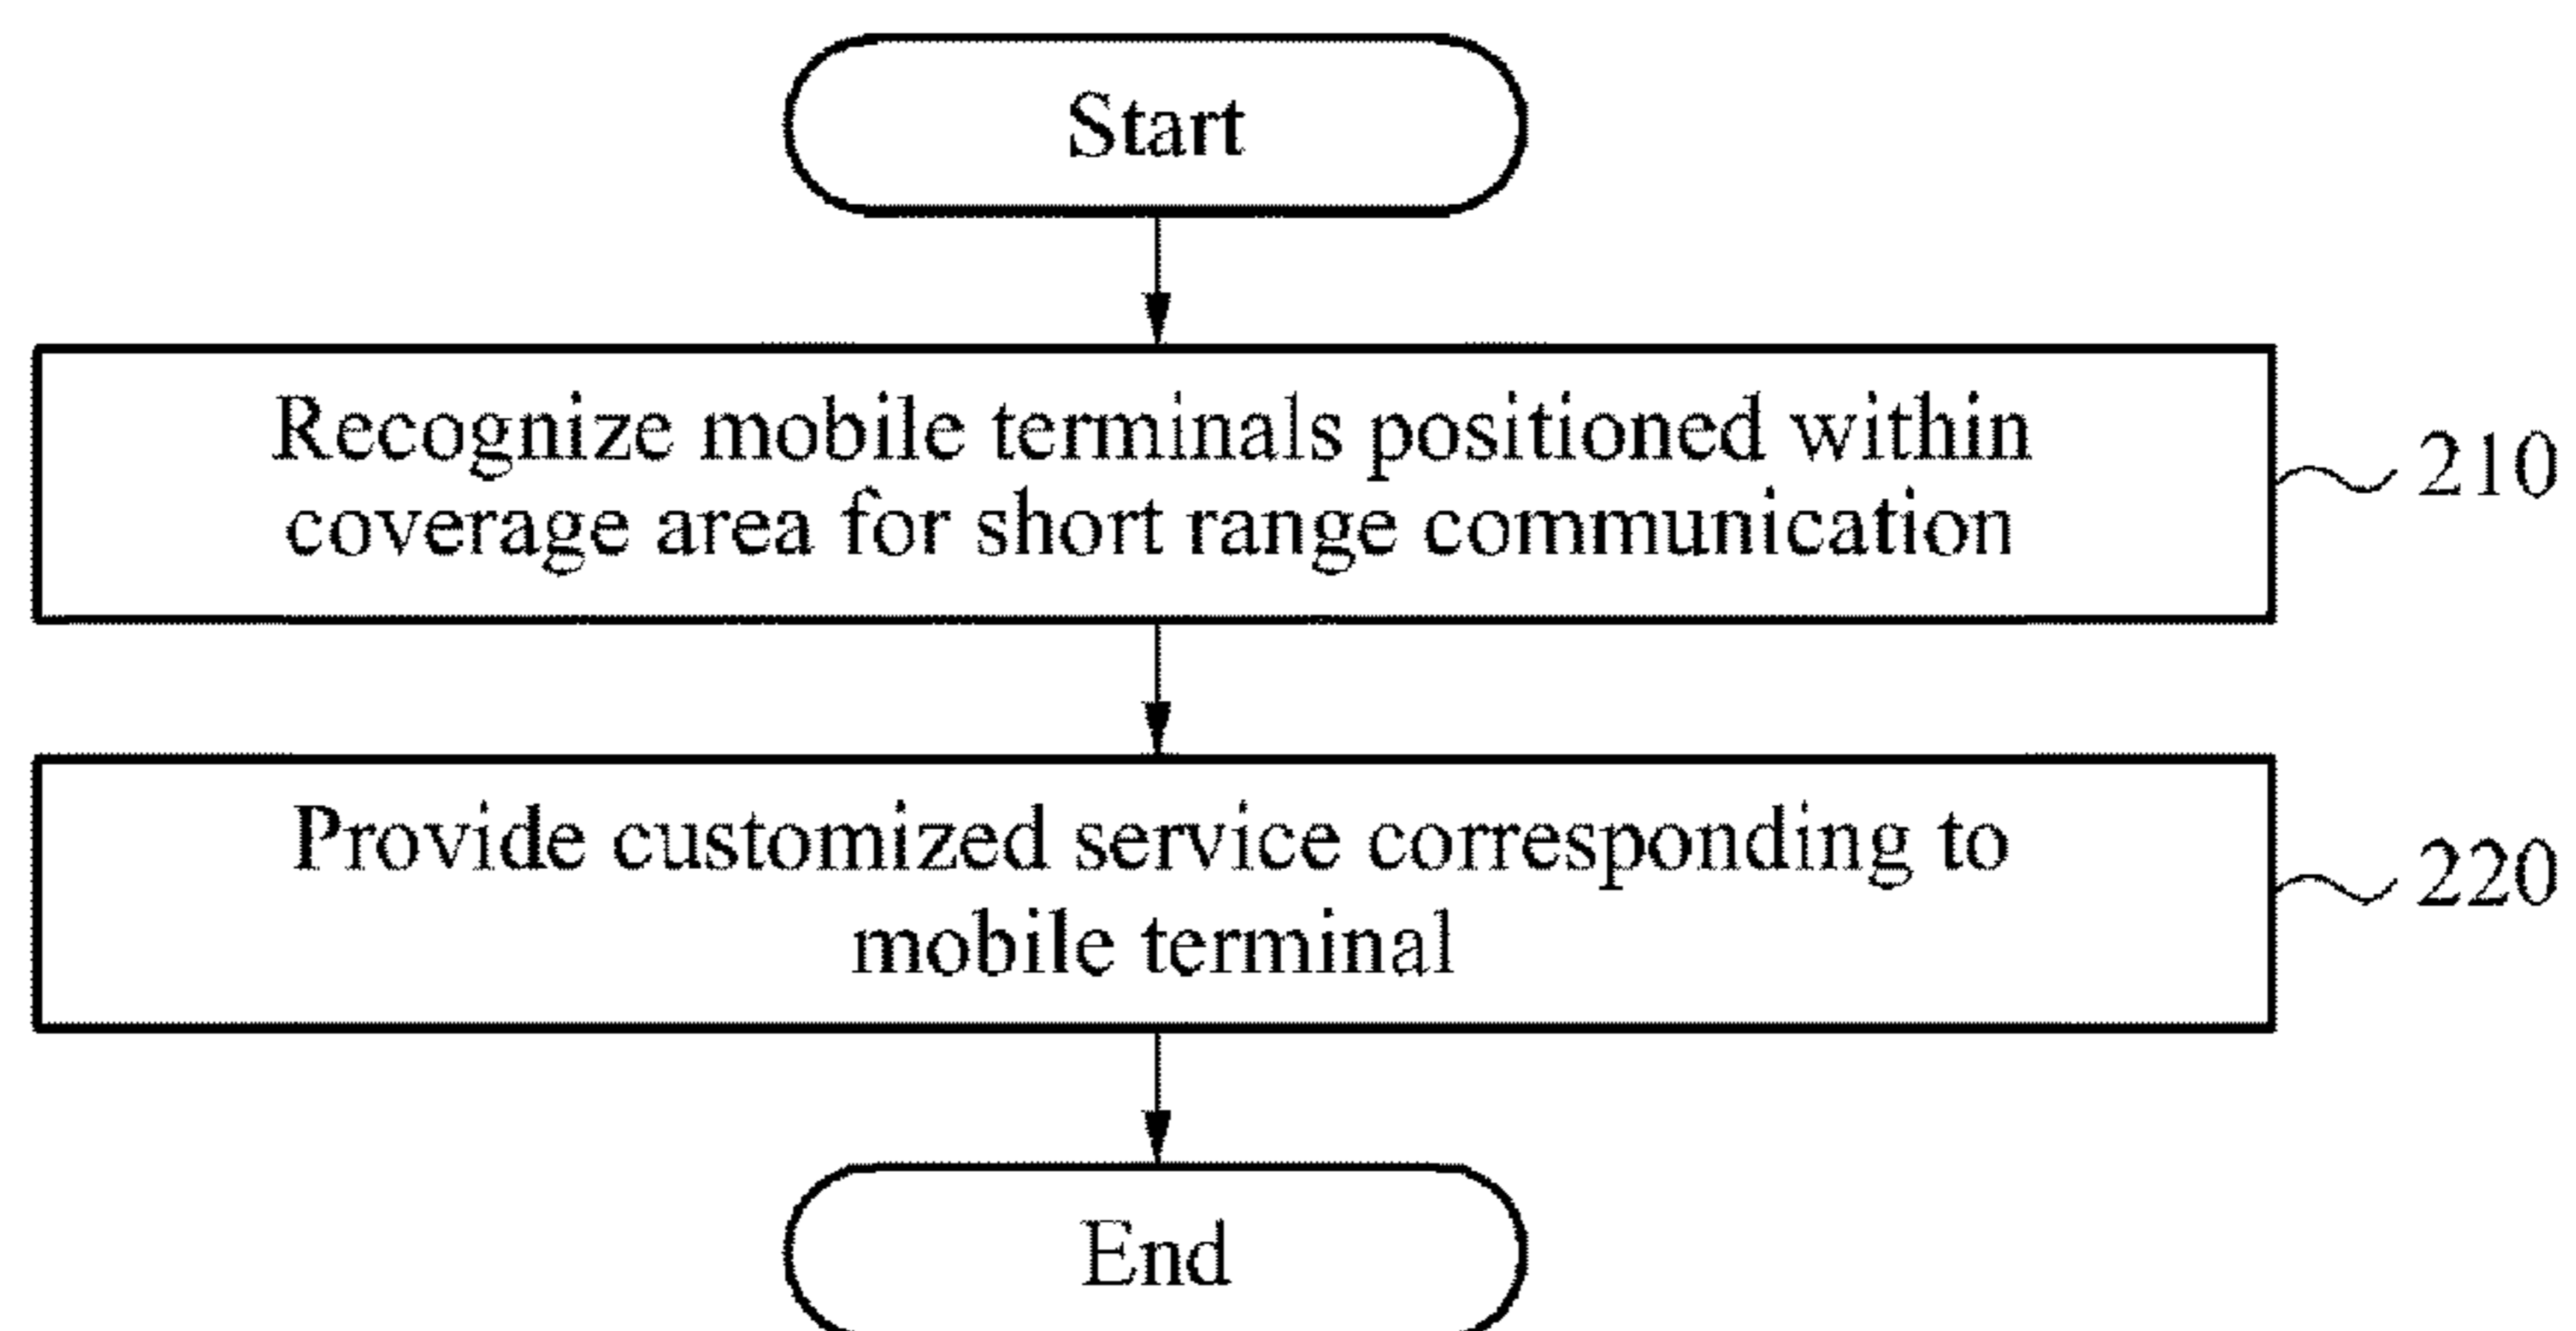 Start
Recognize mobile terminals positioned within
coverage area for short range communication
210
Provide customized service corresponding to
mobile terminal
220
End